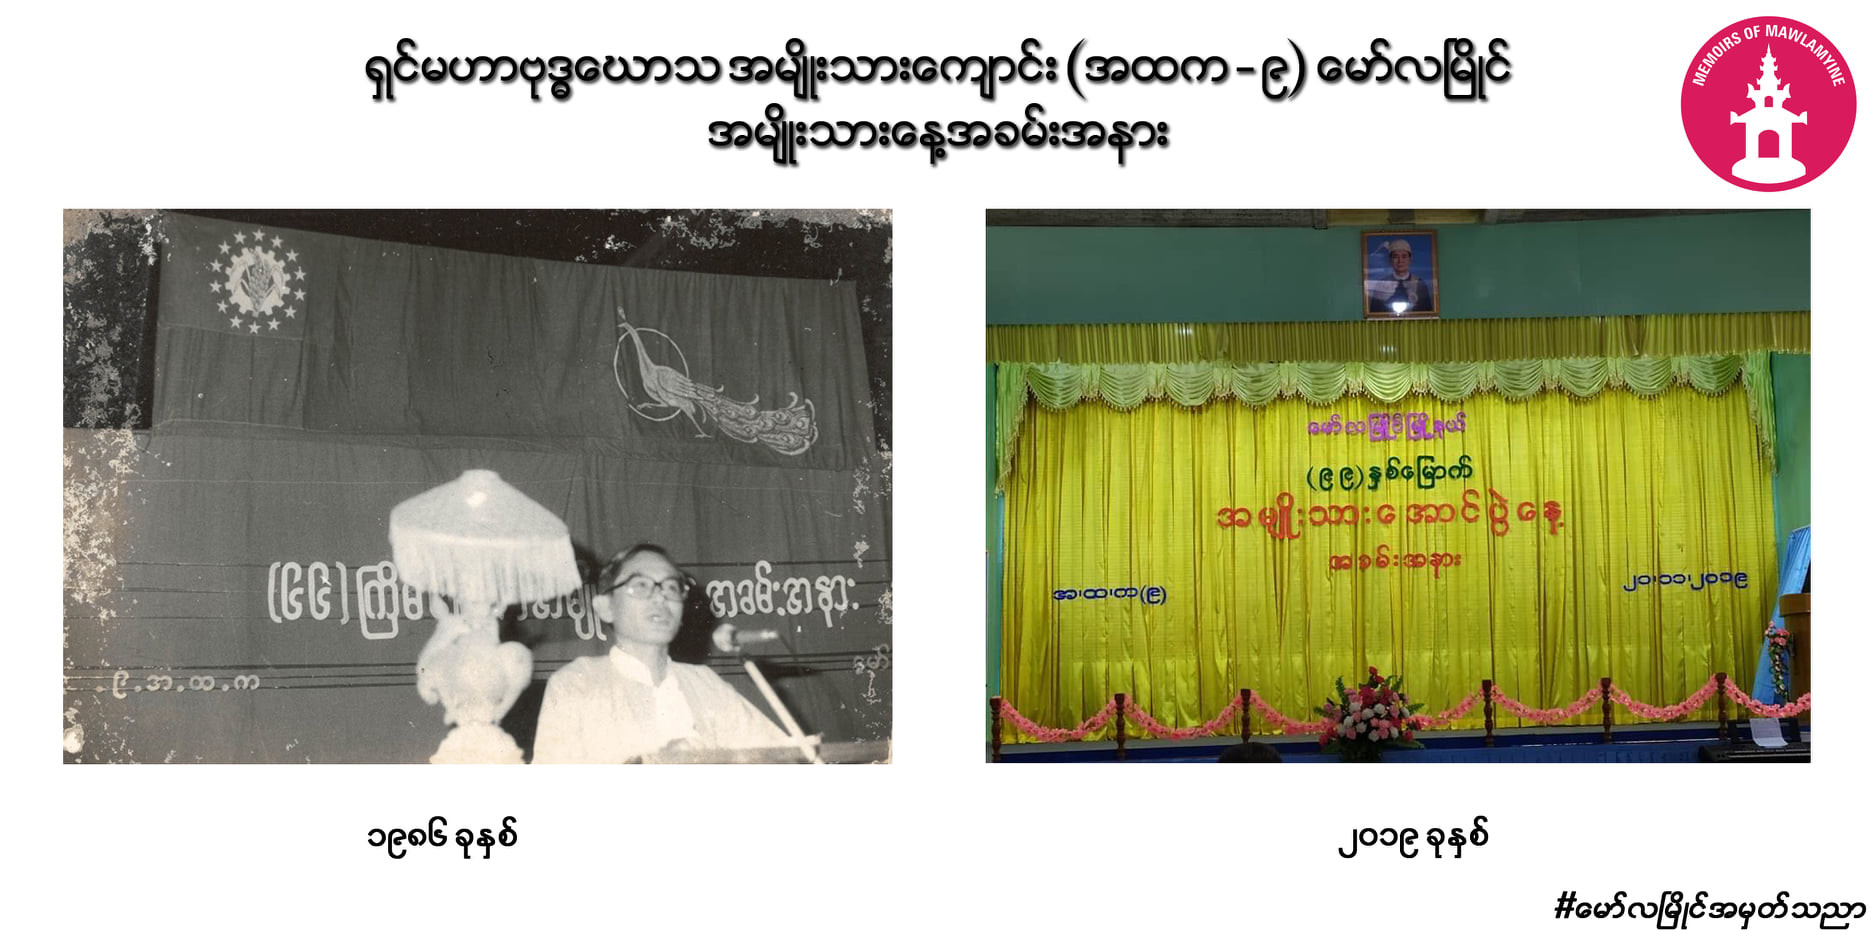 ရှင်မဟာဗုဒ္ဓဃောသ အမျိုးသားကျောင်း (အထက - ၉) မော်လမြိုင်
အမျိုးသားနေ့အခမ်းအနား
MEMOIRS OF MAWLAMYINE
(၆၆) ကြိမ်
အမျိုး
အခမ်းအနား
၉.အ.ထ.က
မော်လမြိုင်မြို့နယ်
(၉၉)နှစ်မြောက်
အမျိုးသားအောင်ပွဲနေ့
အခမ်းအနား
အ.ထ.က(၉)
၂၀.၁၁.၂၀၁၉
၁၉၈၆ ခုနှစ်
၂၀၁၉ ခုနှစ်
#မော်လမြိုင်အမှတ်သညာ